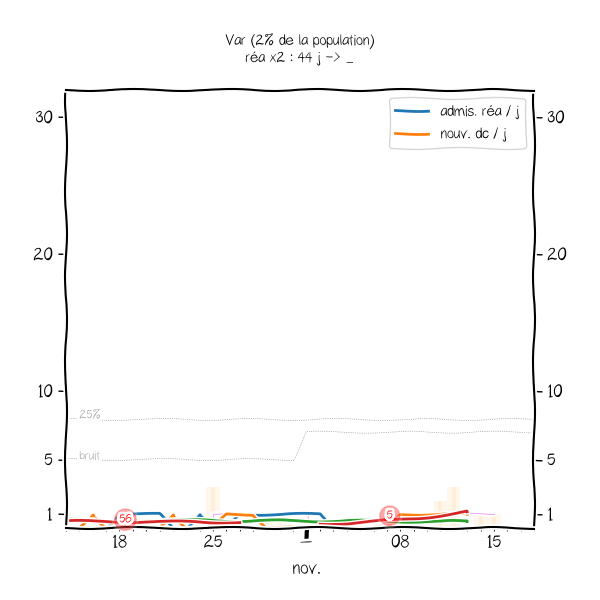 Var (2% de la population)
réa x2 : 44 j -> _
admis. réa / j
nouv. dc / j
30 30
20 20
10 10
25%
5 bruit 5
1 56 5 1
18 25 1 08 15
nov.